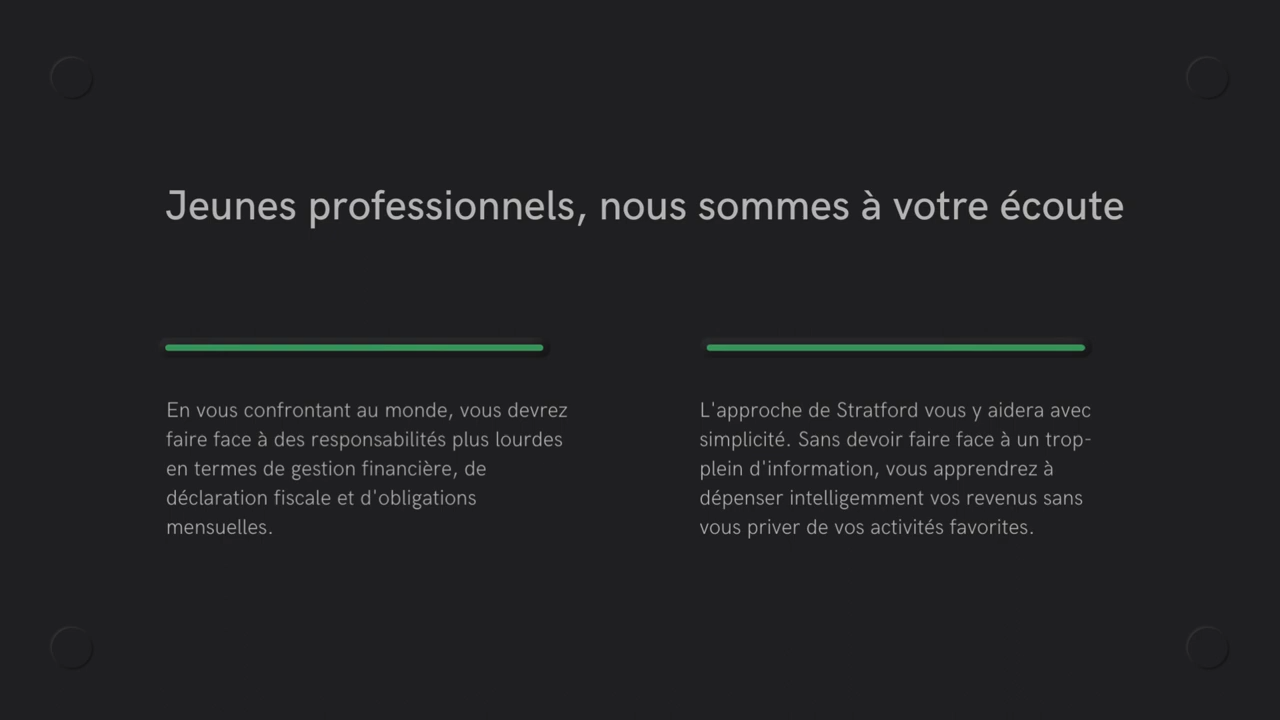 Jeunes professionnels, nous sommes à votre écoute
En vous confrontant au monde, vous devrez
faire face à des responsabilités plus lourdes
en termes de gestion financière, de
déclaration fiscale et d'obligations
mensuelles.
L'approche de Stratford vous y aidera avec
simplicité. Sans devoir faire face à un trop-
plein d'information, vous apprendrez à
dépenser intelligemment vos revenus sans
vous priver de vos activités favorites.